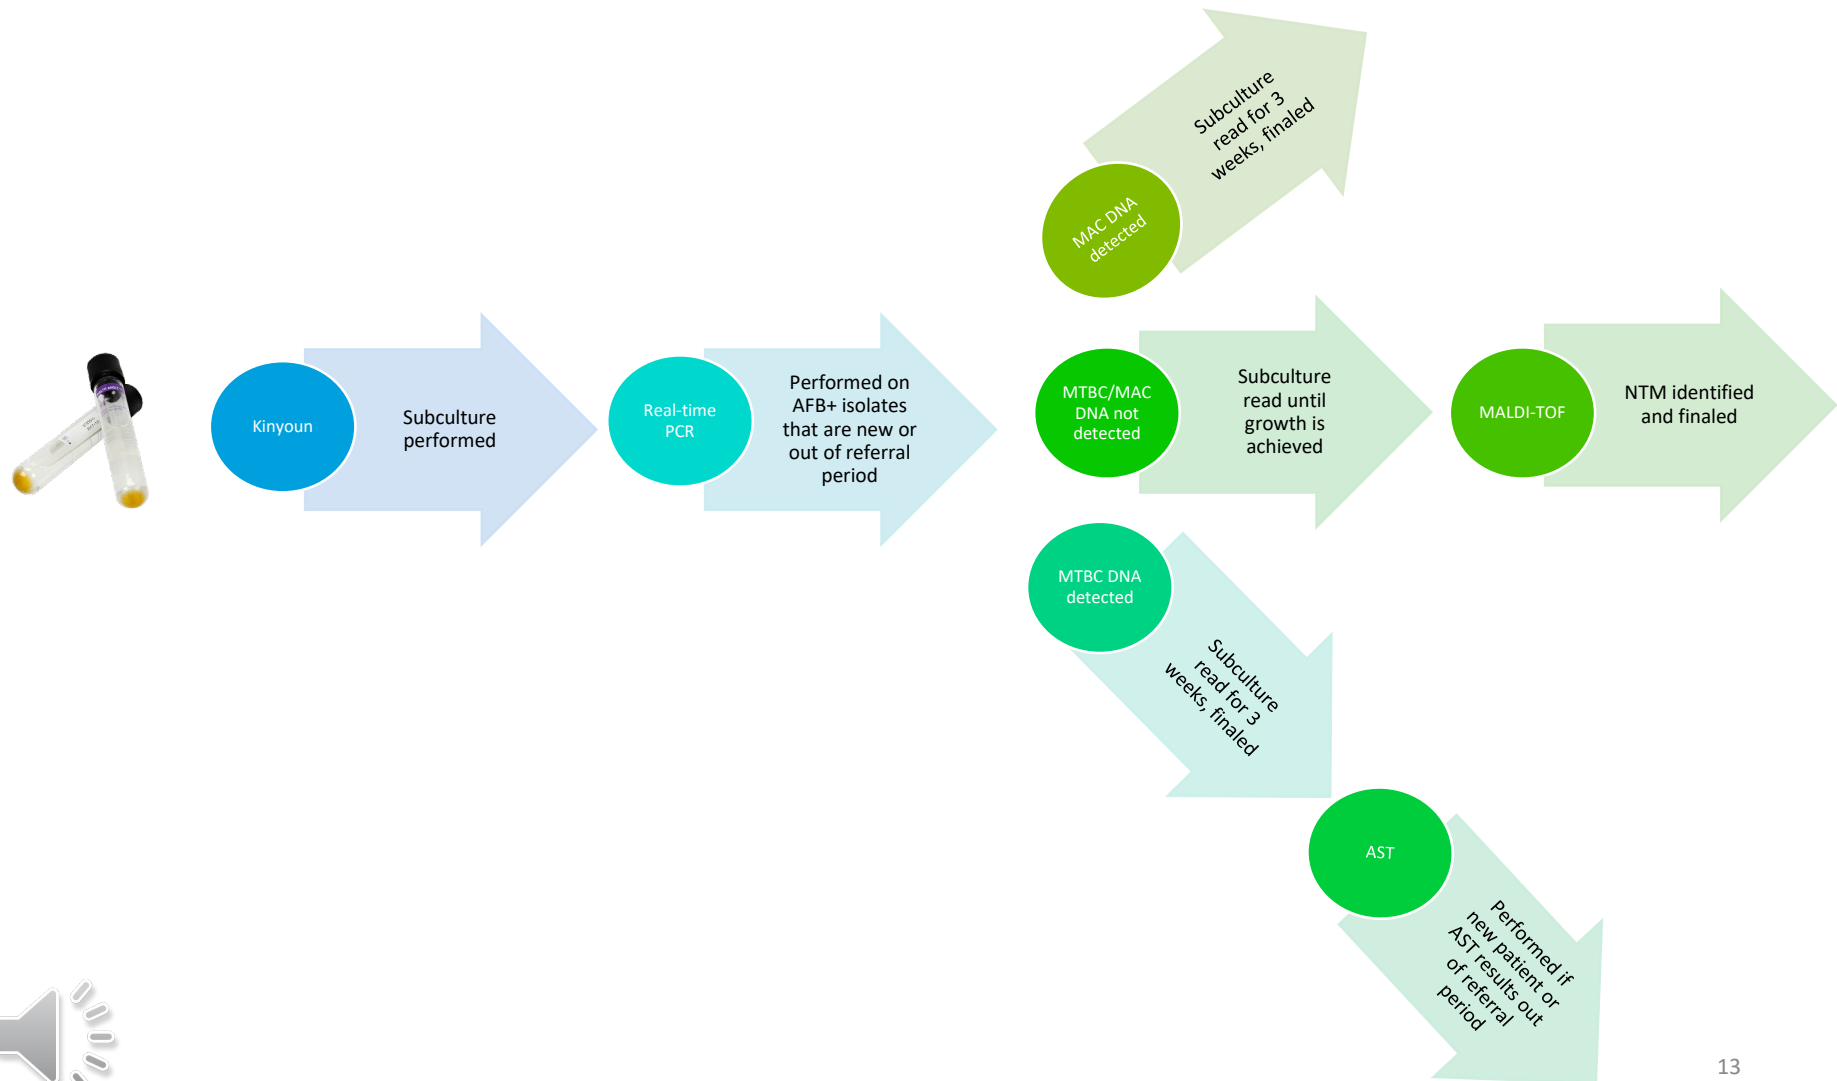 Kinyoun
Subculture
performed
Real-time
PCR
Performed on
AFB+ isolates
that are new or
out of referral
period
MAC DNA
detected
Subculture
read for 3
weeks, finaled
MTBC/MAC
DNA not
detected
Subculture
read until
growth is
achieved
MALDI-TOF
NTM identified
and finaled
MTBC DNA
detected
Subculture
read for 3
weeks, finaled
AST
Performed if
new patient or
AST results out
of referral
period
13